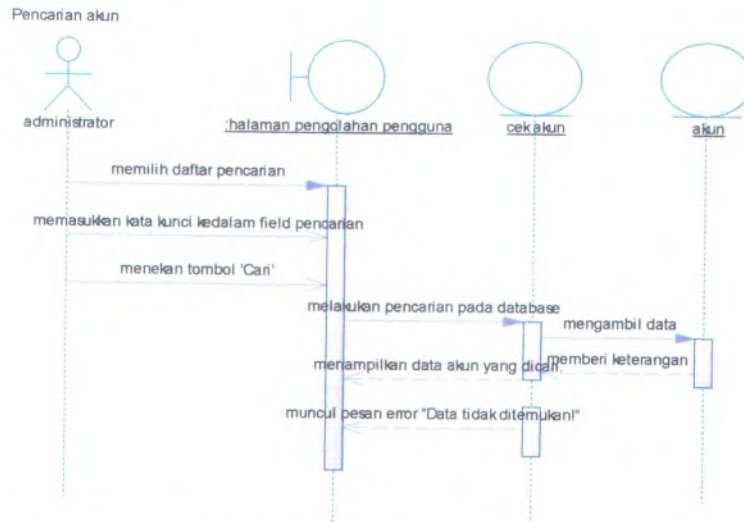 Pencarian akun
administrator
:halaman pengolahan pengguna
cek akun
akun
memilih daftar pencarian
memasukkan kata kunci kedalam field pencarian
menekan tombol 'Cari'
melakukan pencarian pada database
mengambil data
memberi keterangan
menampilkan data akun yang dicari.
muncul pesan error "Data tidak ditemukan!"